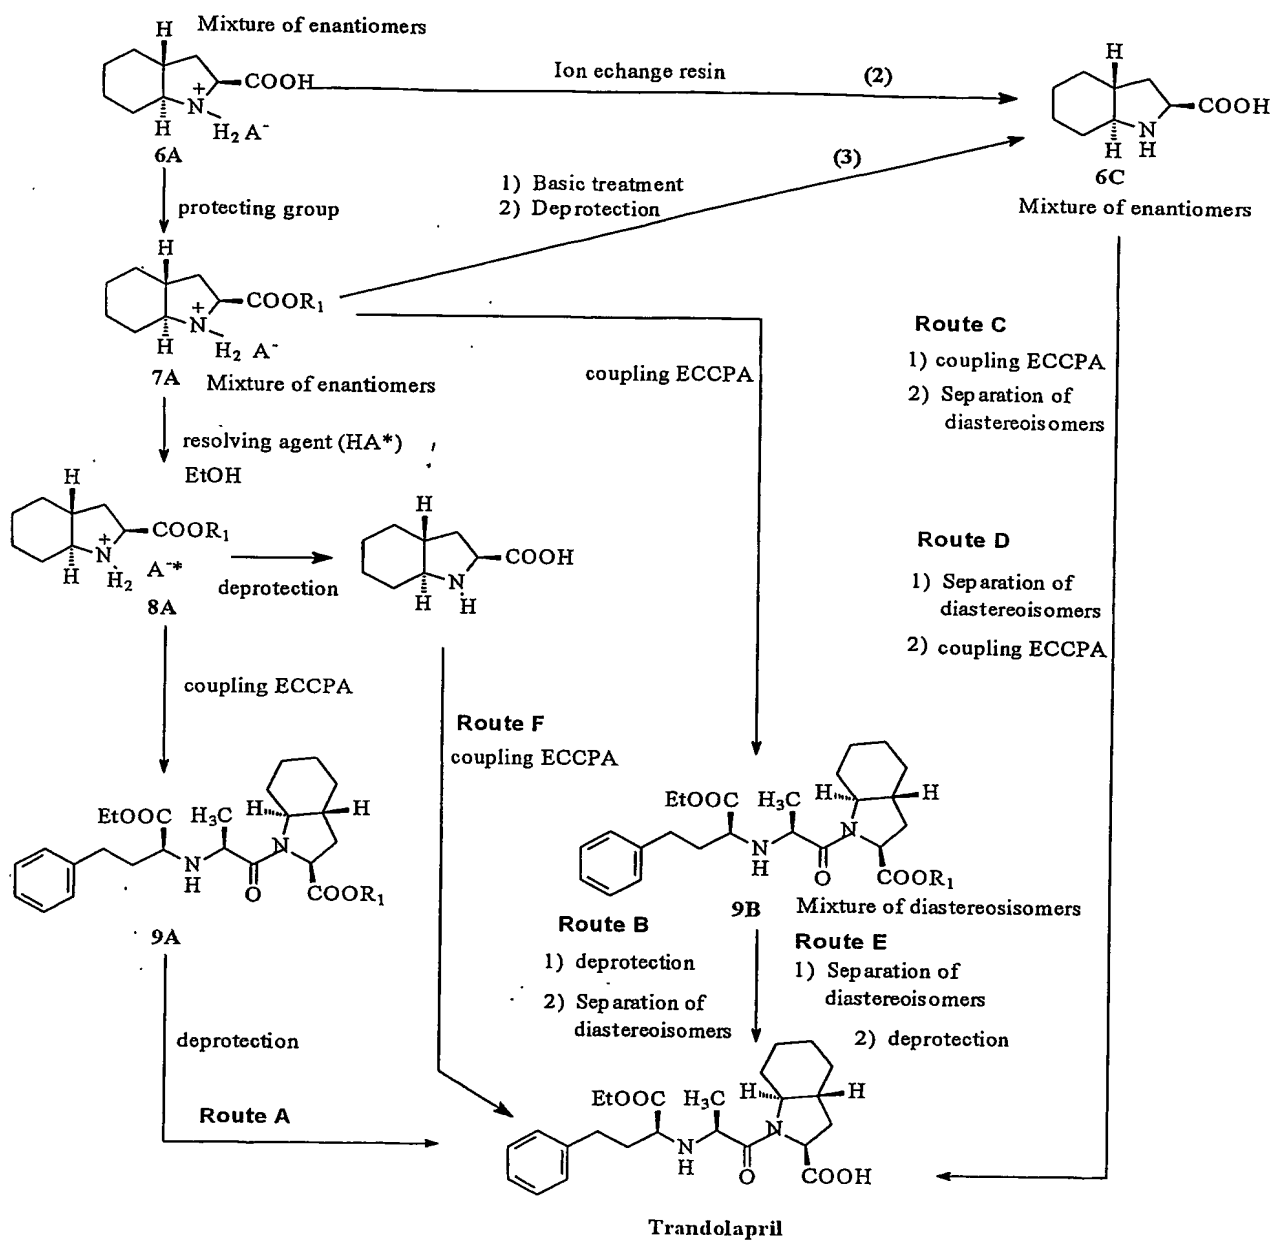 H
Mixture of enantiomers
COOH
N
+
H
H2 A-
6A
Ion echange resin
(2)
H
COOH
N
H
H
6C
Mixture of enantiomers
(3)
1) Basic treatment
2) Deprotection
protecting group
H
COOR1
N
+
H
H2 A-
7A
Mixture of enantiomers
coupling ECCPA
Route C
1) coupling ECCPA
2) Separation of
diastereoisomers
resolving agent (HA*)
EtOH
H
COOR1
N
+
H
H2
A-*
8A
deprotection
H
COOH
N
H
H
Route D
1) Separation of
diastereoisomers
2) coupling ECCPA
coupling ECCPA
Route F
coupling ECCPA
EtOOC
H3C
H
H
N
N
H
O
COOR1
9A
EtOOC
H3C
H
H
N
N
H
O
COOR1
9B
Mixture of diastereosisomers
Route B
1) deprotection
2) Separation of
diastereoisomers
Route E
1) Separation of
diastereoisomers
2) deprotection
deprotection
Route A
EtOOC
H3C
H
H
N
N
H
O
COOH
Trandolapril